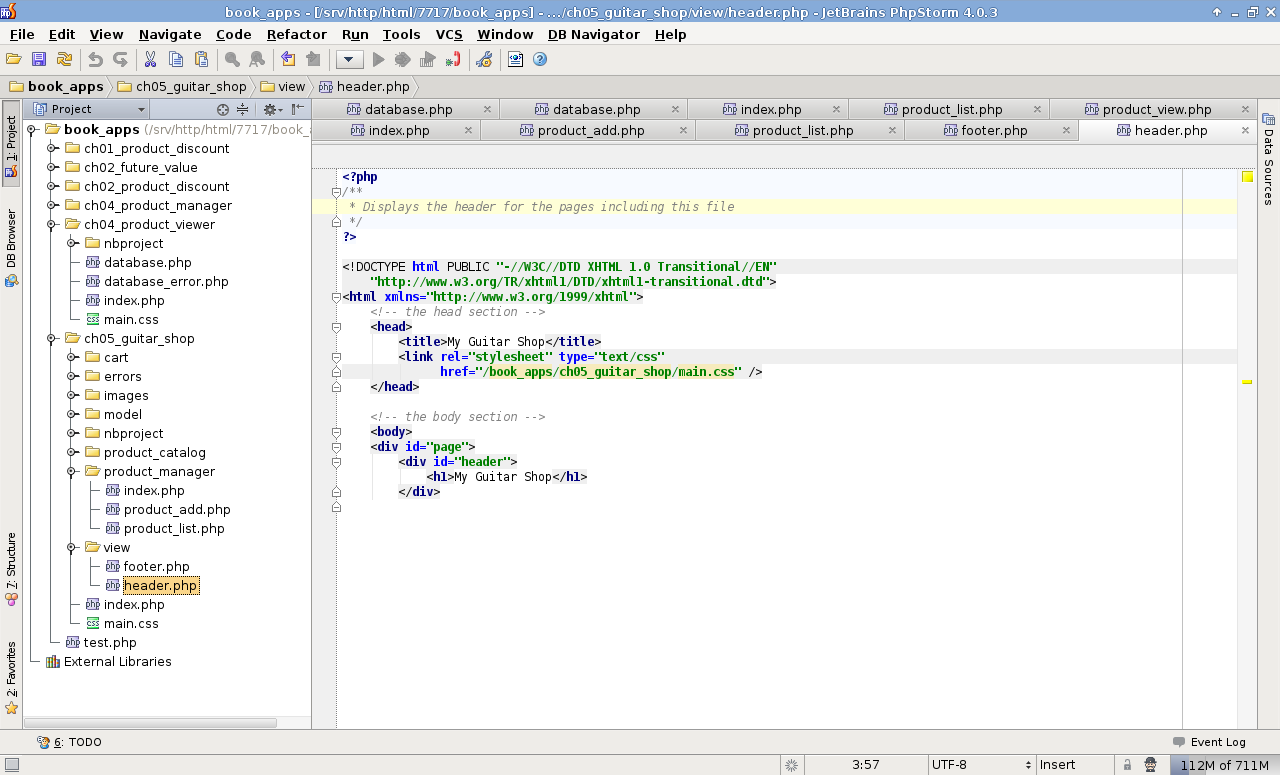 book_apps - [/srv/http/html/7717/book_apps] - .../ch05_guitar_shop/view/header.php - JetBrains PhpStorm 4.0.3
File Edit View Navigate Code Refactor Run Tools VCS Window DB Navigator Help
book_apps ch05_guitar_shop view header.php
Project
database.php database.php index.php product_list.php product_view.php
index.php product_add.php product_list.php footer.php header.php
1: Project
DB Browser
7: Structure
2: Favorites
book_apps (/srv/http/html/7717/book_
ch01_product_discount
ch02_future_value
ch02_product_discount
ch04_product_manager
ch04_product_viewer
nbproject
database.php
database_error.php
index.php
main.css
ch05_guitar_shop
cart
errors
images
model
nbproject
product_catalog
product_manager
index.php
product_add.php
product_list.php
view
footer.php
header.php
index.php
main.css
test.php
External Libraries
<?php
/**
* Displays the header for the pages including this file
*/
?>
<!DOCTYPE html PUBLIC "-//W3C//DTD XHTML 1.0 Transitional//EN"
"http://www.w3.org/TR/xhtml1/DTD/xhtml1-transitional.dtd">
<html xmlns="http://www.w3.org/1999/xhtml">
<!-- the head section -->
<head>
<title>My Guitar Shop</title>
<link rel="stylesheet" type="text/css"
href="/book_apps/ch05_guitar_shop/main.css" />
</head>
<!-- the body section -->
<body>
<div id="page">
<div id="header">
<h1>My Guitar Shop</h1>
</div>
Data Sources
6: TODO
Event Log
3:57 UTF-8 Insert 112M of 711M